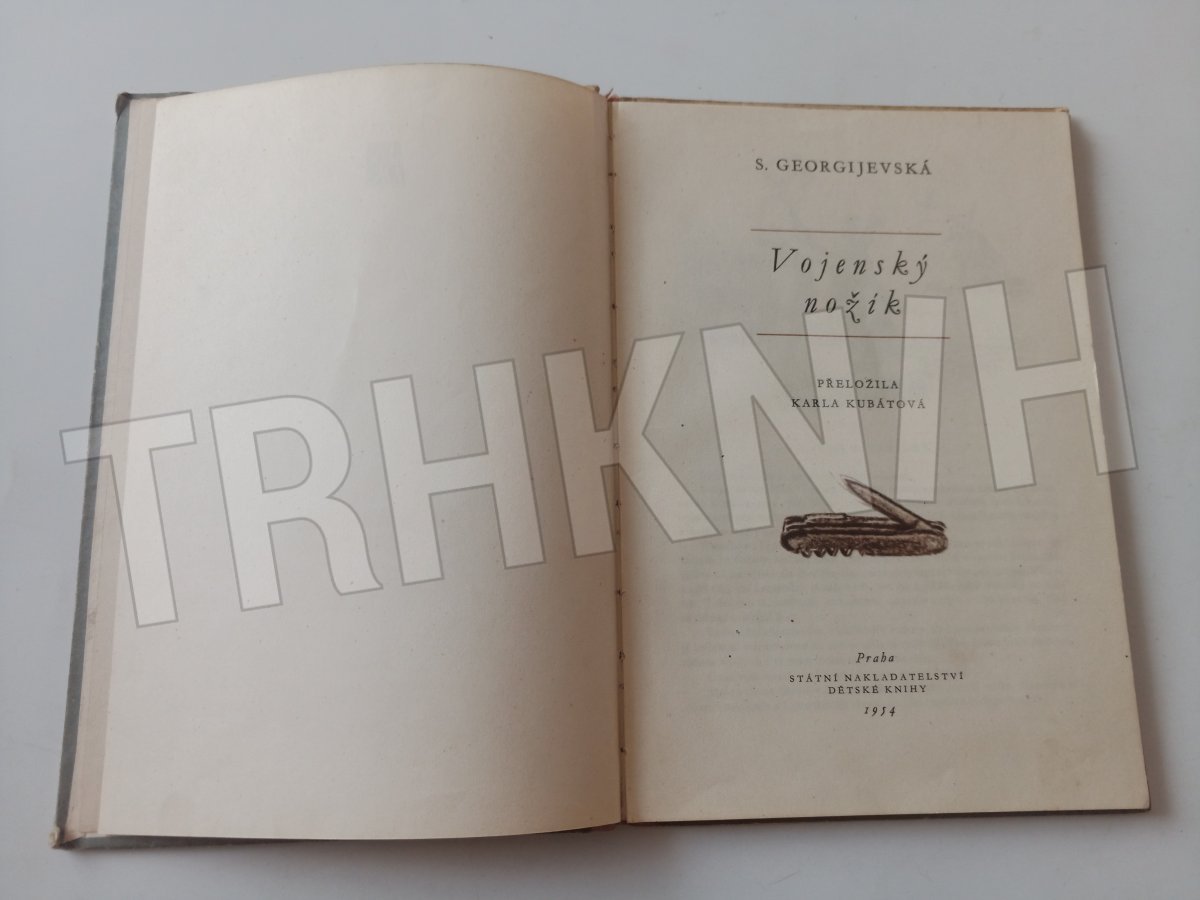 S. GEORGIJEVSKÁ
Vojenský
nožík
PŘELOŽILA
KARLA KUBÁTOVÁ
Praha
STÁTNÍ NAKLADATELSTVÍ
DĚTSKÉ KNIHY
1954
TRHKNIH